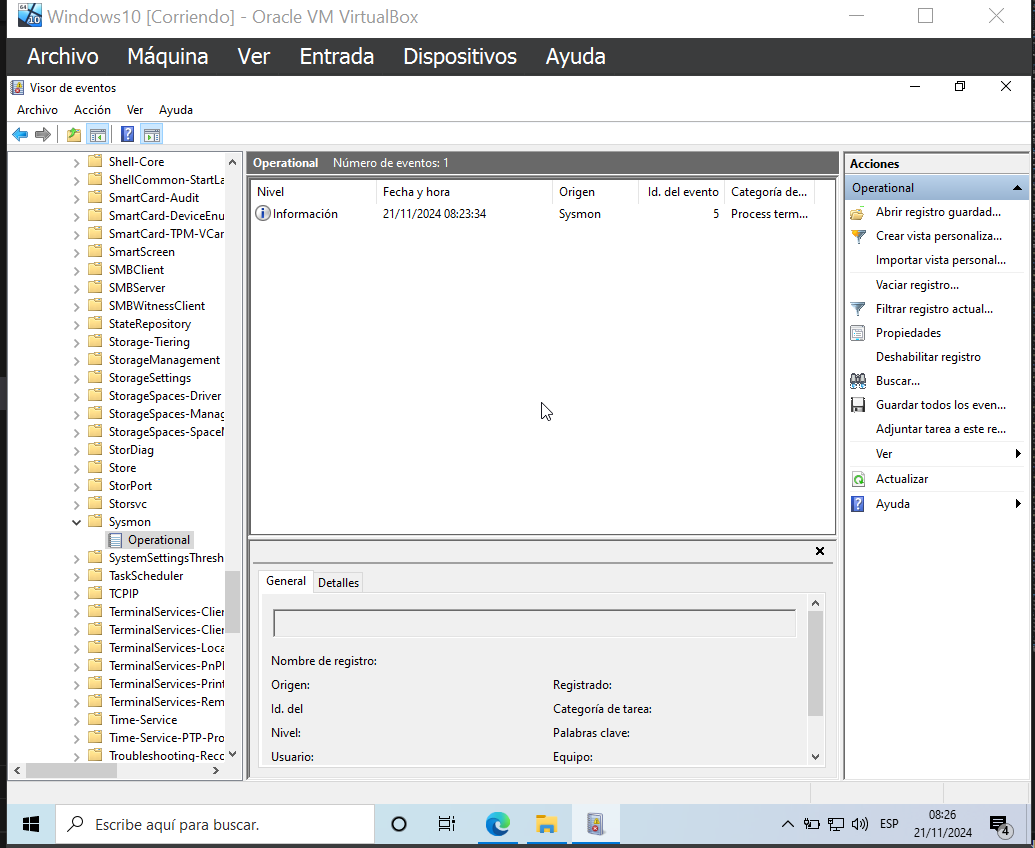 Windows10 [Corriendo] - Oracle VM VirtualBox
Archivo Máquina Ver Entrada Dispositivos Ayuda
Visor de eventos
Archivo Acción Ver Ayuda
Shell-Core
ShellCommon-StartLa
SmartCard-Audit
SmartCard-DeviceEnu
SmartCard-TPM-VCar
SmartScreen
SMBClient
SMBServer
SMBWitnessClient
StateRepository
Storage-Tiering
StorageManagement
StorageSettings
StorageSpaces-Driver
StorageSpaces-Manag
StorageSpaces-SpaceM
StorDiag
Store
StorPort
Storsvc
Sysmon
Operational
SystemSettingsThresh
TaskScheduler
TCPIP
TerminalServices-Clier
TerminalServices-Clier
TerminalServices-Loca
TerminalServices-PnPI
TerminalServices-Print
TerminalServices-Rem
Time-Service
Time-Service-PTP-Pro
Troubleshooting-Recc
Operational Número de eventos: 1
Nivel Fecha y hora Origen Id. del evento Categoría de...
Información 21/11/2024 08:23:34 Sysmon 5 Process term...
General Detalles
Nombre de registro:
Origen: Registrado:
Id. del Categoría de tarea:
Nivel: Palabras clave:
Usuario: Equipo:
Acciones
Operational
Abrir registro guardad...
Crear vista personaliza...
Importar vista personal...
Vaciar registro...
Filtrar registro actual...
Propiedades
Deshabilitar registro
Buscar...
Guardar todos los even...
Adjuntar tarea a este re...
Ver
Actualizar
Ayuda
Escribe aquí para buscar.
ESP
08:26
21/11/2024
4